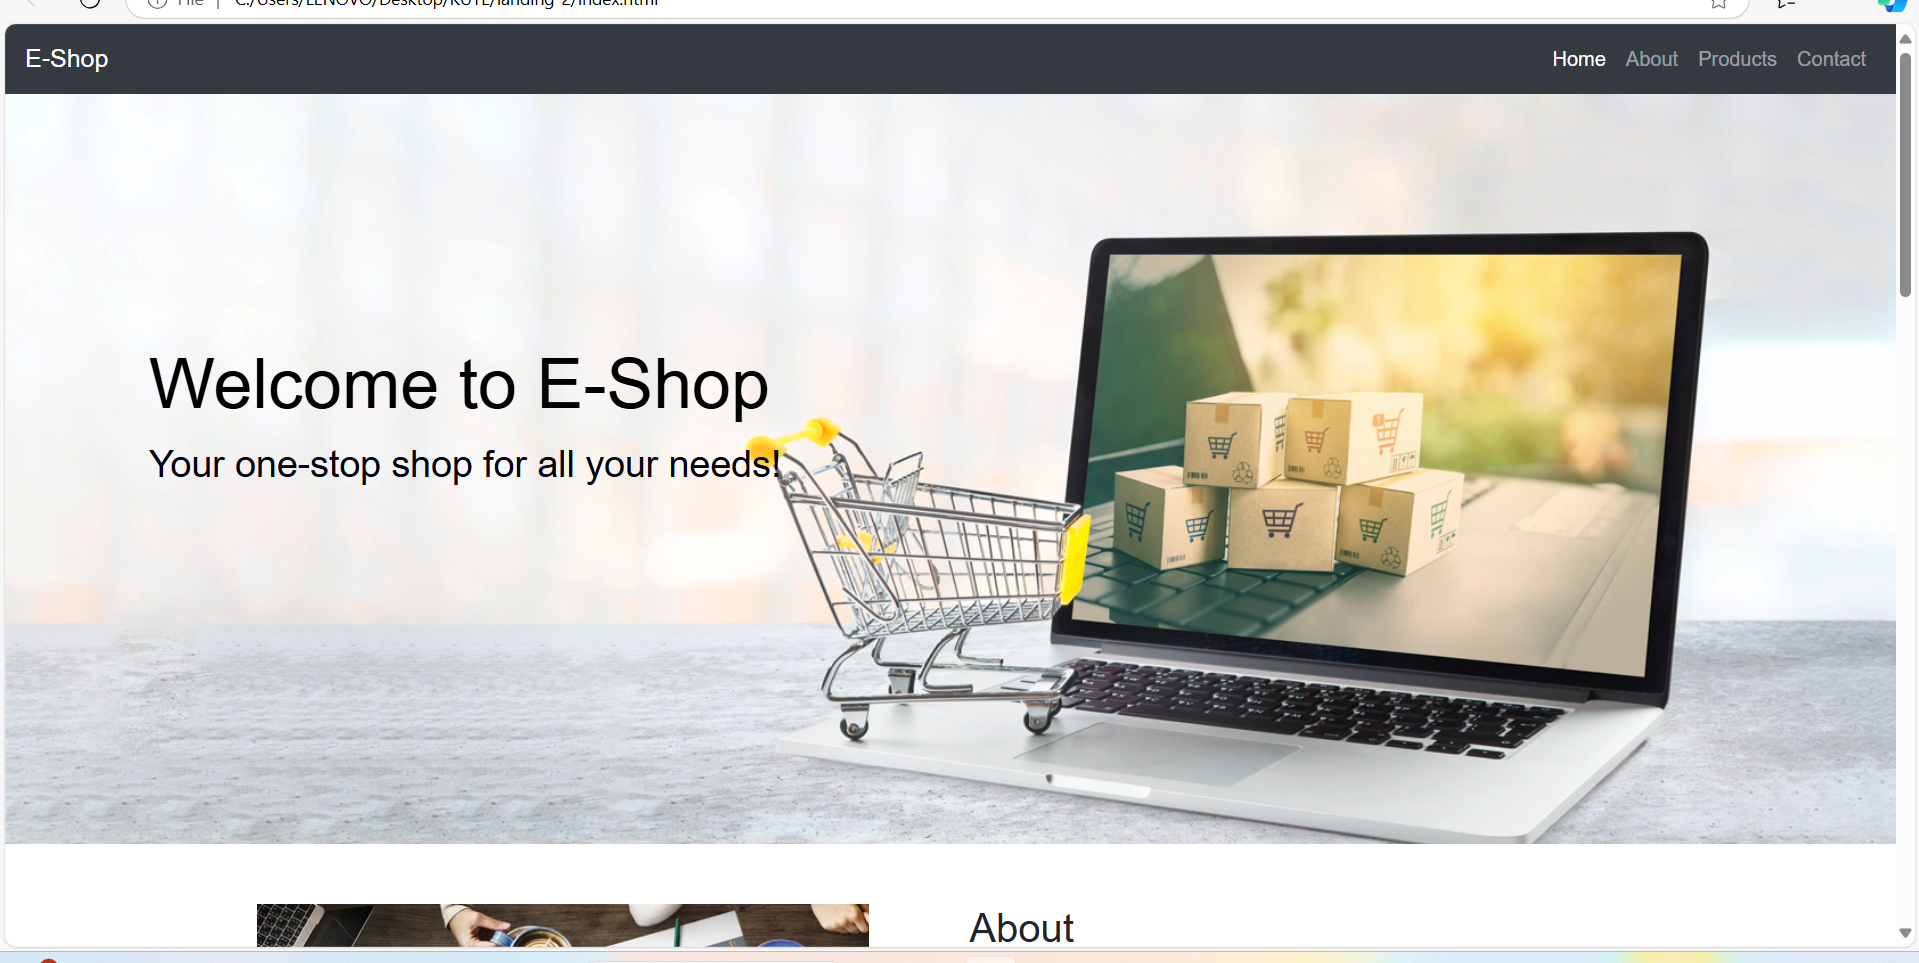 File | C:/Users/LENOVO/Desktop/ROTE/landing-2/index.html
E-Shop
Home About Products Contact
Welcome to E-Shop
Your one-stop shop for all your needs!
About